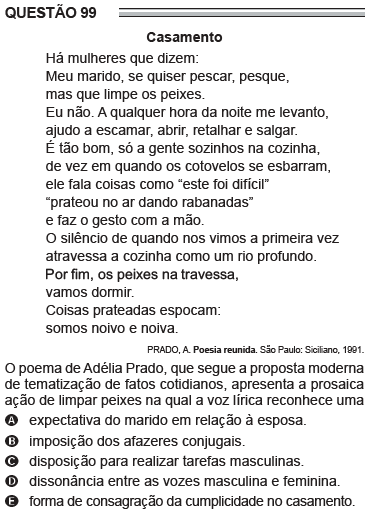 QUESTÃO 99
Casamento
Há mulheres que dizem:
Meu marido, se quiser pescar, pesque,
mas que limpe os peixes.
Eu não. A qualquer hora da noite me levanto,
ajudo a escamar, abrir, retalhar e salgar.
É tão bom, só a gente sozinhos na cozinha,
de vez em quando os cotovelos se esbarram,
ele fala coisas como “este foi difícil”
“prateou no ar dando rabanadas”
e faz o gesto com a mão.
O silêncio de quando nos vimos a primeira vez
atravessa a cozinha como um rio profundo.
Por fim, os peixes na travessa,
vamos dormir.
Coisas prateadas espocam:
somos noivo e noiva.
PRADO, A. Poesia reunida. São Paulo: Siciliano, 1991.
O poema de Adélia Prado, que segue a proposta moderna
de tematização de fatos cotidianos, apresenta a prosaica
ação de limpar peixes na qual a voz lírica reconhece uma
A expectativa do marido em relação à esposa.
B imposição dos afazeres conjugais.
C disposição para realizar tarefas masculinas.
D dissonância entre as vozes masculina e feminina.
E forma de consagração da cumplicidade no casamento.